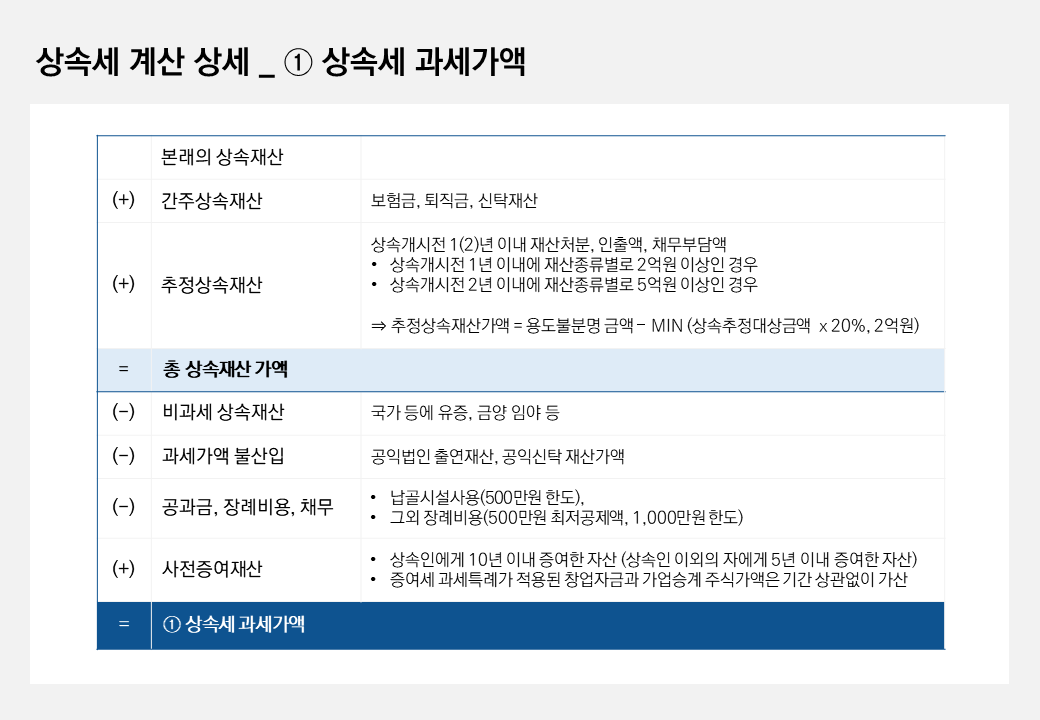 상속세 계산 상세 _ ① 상속세 과세가액
본래의 상속재산
(+) 간주상속재산 보험금, 퇴직금, 신탁재산
상속개시전 1(2)년 이내 재산처분, 인출액, 채무부담액
• 상속개시전 1년 이내에 재산종류별로 2억원 이상인 경우
(+) 추정상속재산
• 상속개시전 2년 이내에 재산종류별로 5억원 이상인 경우
⇒ 추정상속재산가액 = 용도불분명 금액 – MIN (상속추정대상금액 x 20%, 2억원)
= 총 상속재산 가액
(–) 비과세 상속재산 국가 등에 유증, 금양 임야 등
(–) 과세가액 불산입 공익법인 출연재산, 공익신탁 재산가액
(–) 공과금, 장례비용, 채무
• 납골시설사용(500만원 한도),
• 그외 장례비용(500만원 최저공제액, 1,000만원 한도)
(+) 사전증여재산
• 상속인에게 10년 이내 증여한 자산 (상속인 이외의 자에게 5년 이내 증여한 자산)
• 증여세 과세특례가 적용된 창업자금과 가업승계 주식가액은 기간 상관없이 가산
= ① 상속세 과세가액